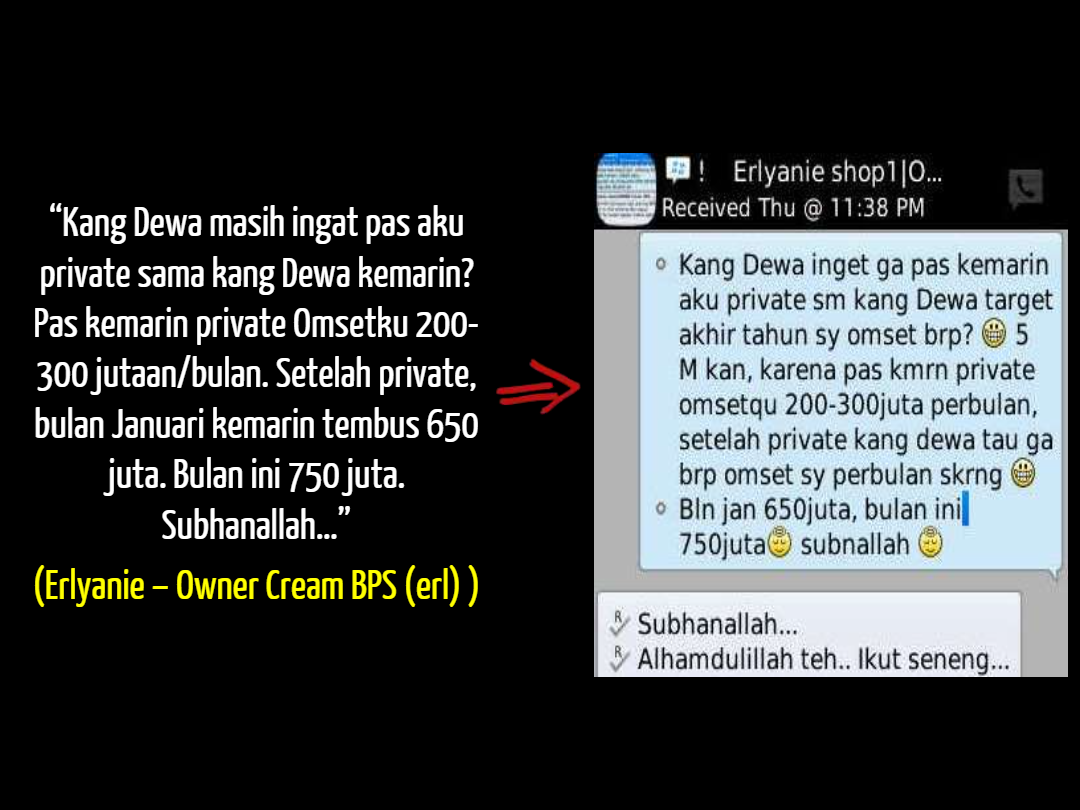 “Kang Dewa masih ingat pas aku
private sama kang Dewa kemarin?
Pas kemarin private Omsetku 200-
300 jutaan/bulan. Setelah private,
bulan Januari kemarin tembus 650
juta. Bulan ini 750 juta.
Subhanallah...”
(Erlyanie – Owner Cream BPS (erl) )
! Erlyanie shop1|O...
Received Thu @ 11:38 PM
Kang Dewa inget ga pas kemarin
aku private sm kang Dewa target
akhir tahun sy omset brp? 5
M kan, karena pas kmrn private
omsetqu 200-300juta perbulan,
setelah private kang dewa tau ga
brp omset sy perbulan skrng
Bln jan 650juta, bulan ini
750juta subnallah
R Subhanallah...
R Alhamdulillah teh.. Ikut seneng...